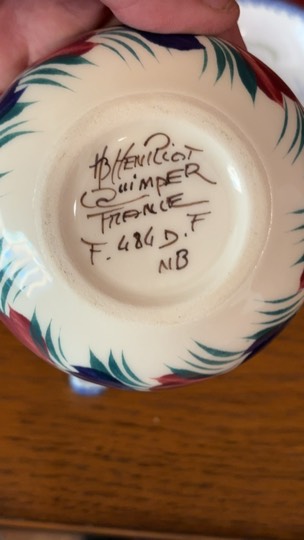 HB HENRIOT
QUIMPER
FRANCE F
F. 484 D.
NB